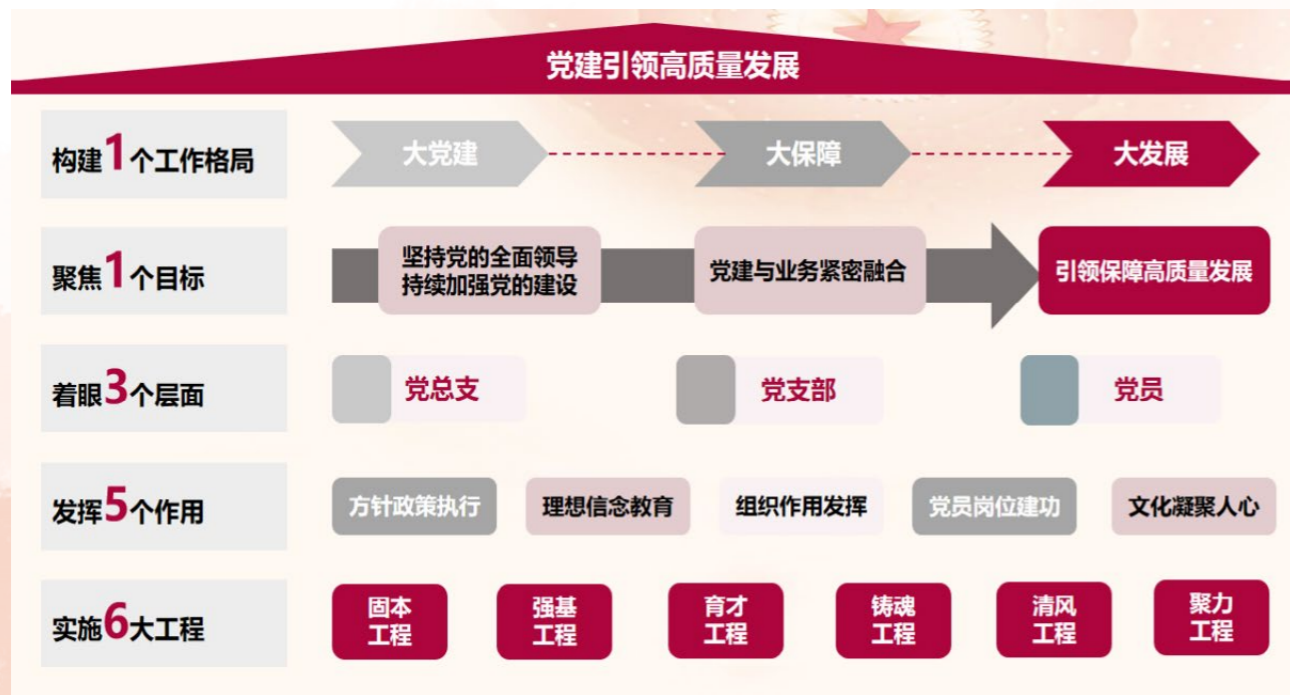 党建引领高质量发展
构建1个工作格局
大党建
大保障
大发展
聚焦1个目标
坚持党的全面领导
持续加强党的建设
党建与业务紧密融合
引领保障高质量发展
着眼3个层面
党总支
党支部
党员
发挥5个作用
方针政策执行
理想信念教育
组织作用发挥
党员岗位建功
文化凝聚人心
实施6大工程
固本
工程
强基
工程
育才
工程
铸魂
工程
清风
工程
聚力
工程